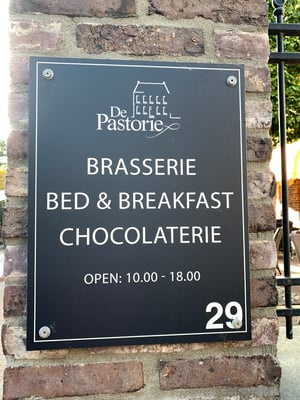 De
Pastorie
BRASSERIE
BED & BREAKFAST
CHOCOLATERIE
OPEN: 10.00 - 18.00
29